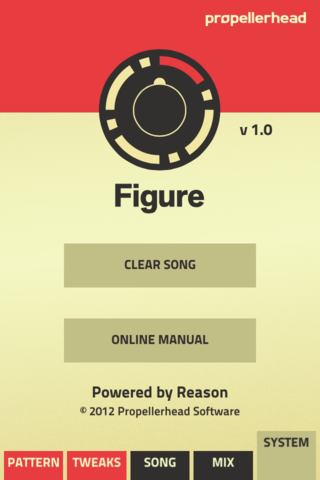 propellerhead
v 1.0
Figure
CLEAR SONG
ONLINE MANUAL
Powered by Reason
© 2012 Propellerhead Software
SYSTEM
PATTERN TWEAKS SONG MIX